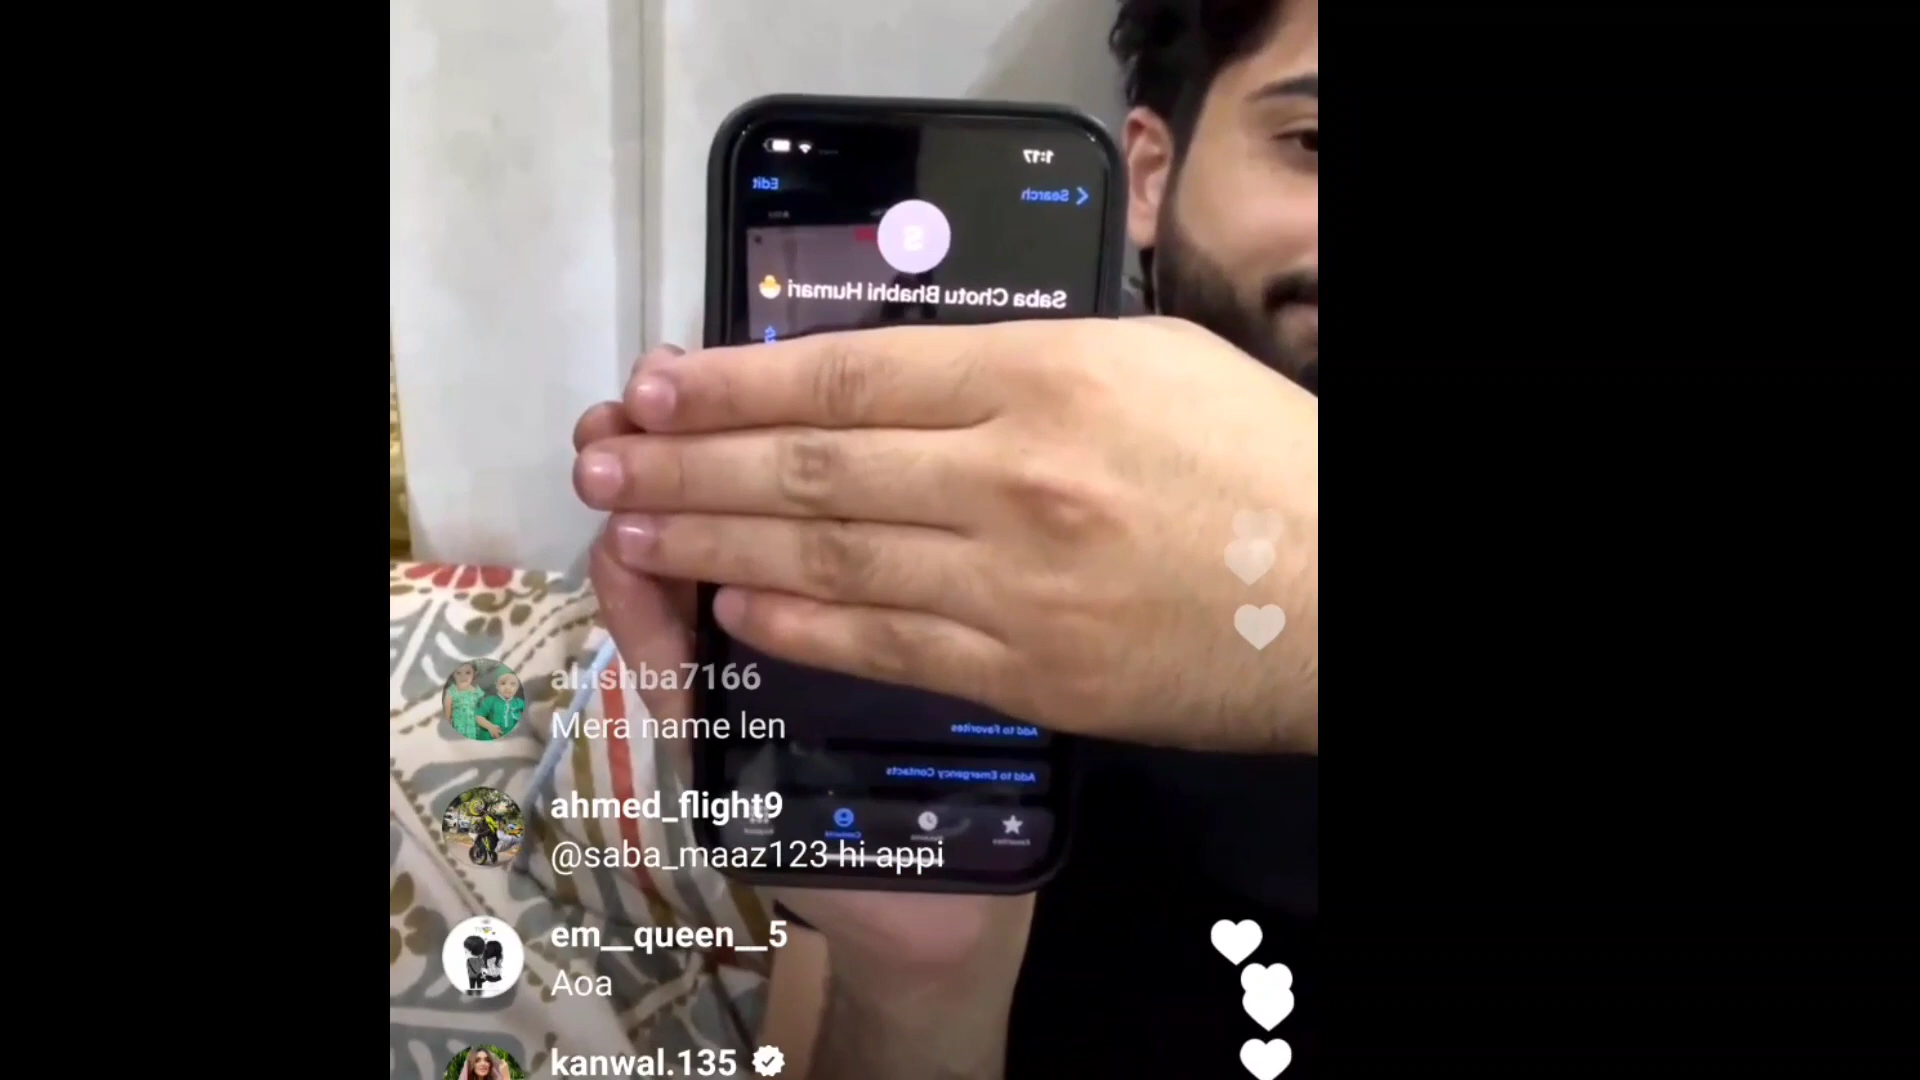 1:17
Search
Edit
S
Saba Chotu Bhabhi Humari 🐣
Add to Favorites
Add to Emergency Contacts
al.ishba7166
Mera name len
ahmed_flight9
@saba_maaz123 hi appi
em__queen__5
Aoa
kanwal.135